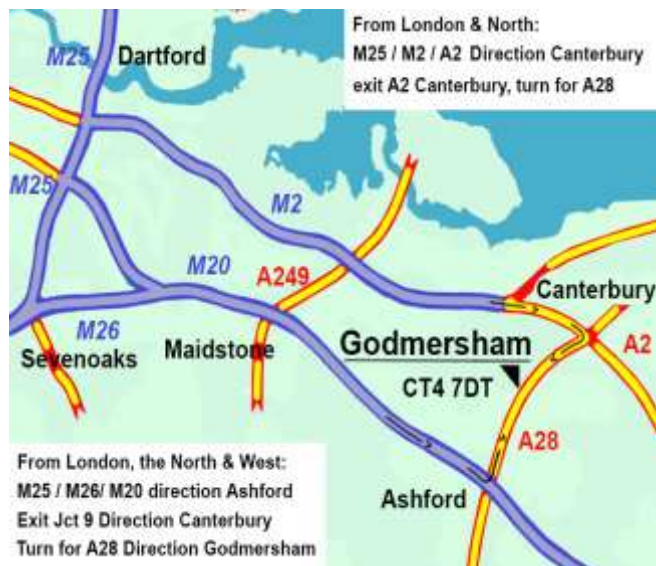 From London & North:
M25 / M2 / A2 Direction Canterbury
exit A2 Canterbury, turn for A28
M25
Dartford
M25
M2
M20
A249
M26
Sevenoaks
Maidstone
Canterbury
A2
Godmersham
CT4 7DT
A28
Ashford
From London, the North & West:
M25 / M26/ M20 direction Ashford
Exit Jct 9 Direction Canterbury
Turn for A28 Direction Godmersham